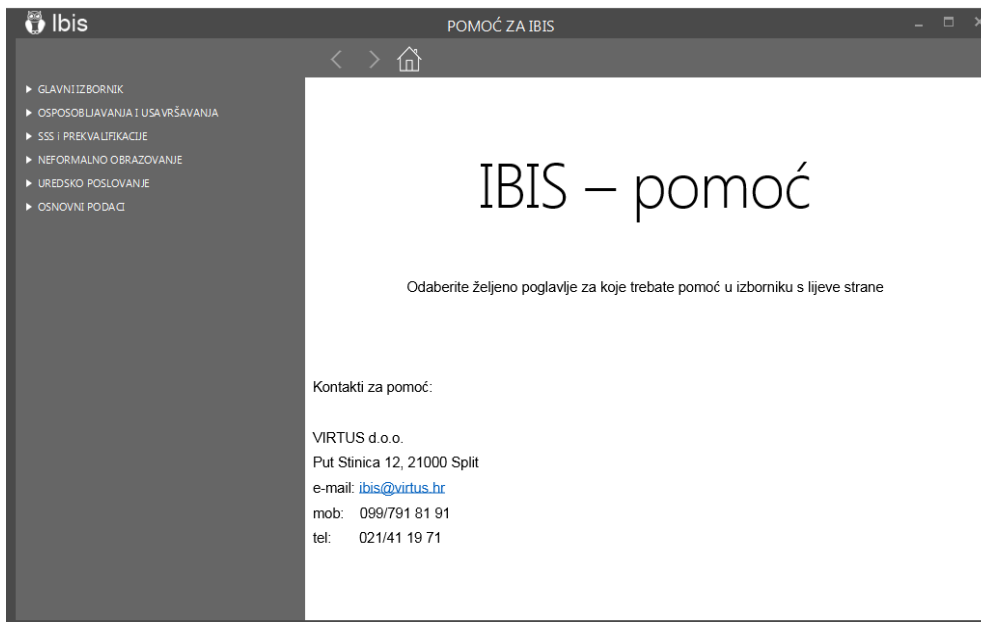 Ibis
POMOĆ ZA IBIS
GLAVNI IZBORNIK
OSPOSOBLJAVANJA I USAVRŠAVANJA
SSS i PREKVALIFIKACIJE
NEFORMALNO OBRAZOVANJE
UREDSKO POSLOVANJE
OSNOVNI PODACI
IBIS – pomoć
Odaberite željeno poglavlje za koje trebate pomoć u izborniku s lijeve strane
Kontakti za pomoć:
VIRTUS d.o.o.
Put Stinica 12, 21000 Split
e-mail: ibis@virtus.hr
mob: 099/791 81 91
tel: 021/41 19 71